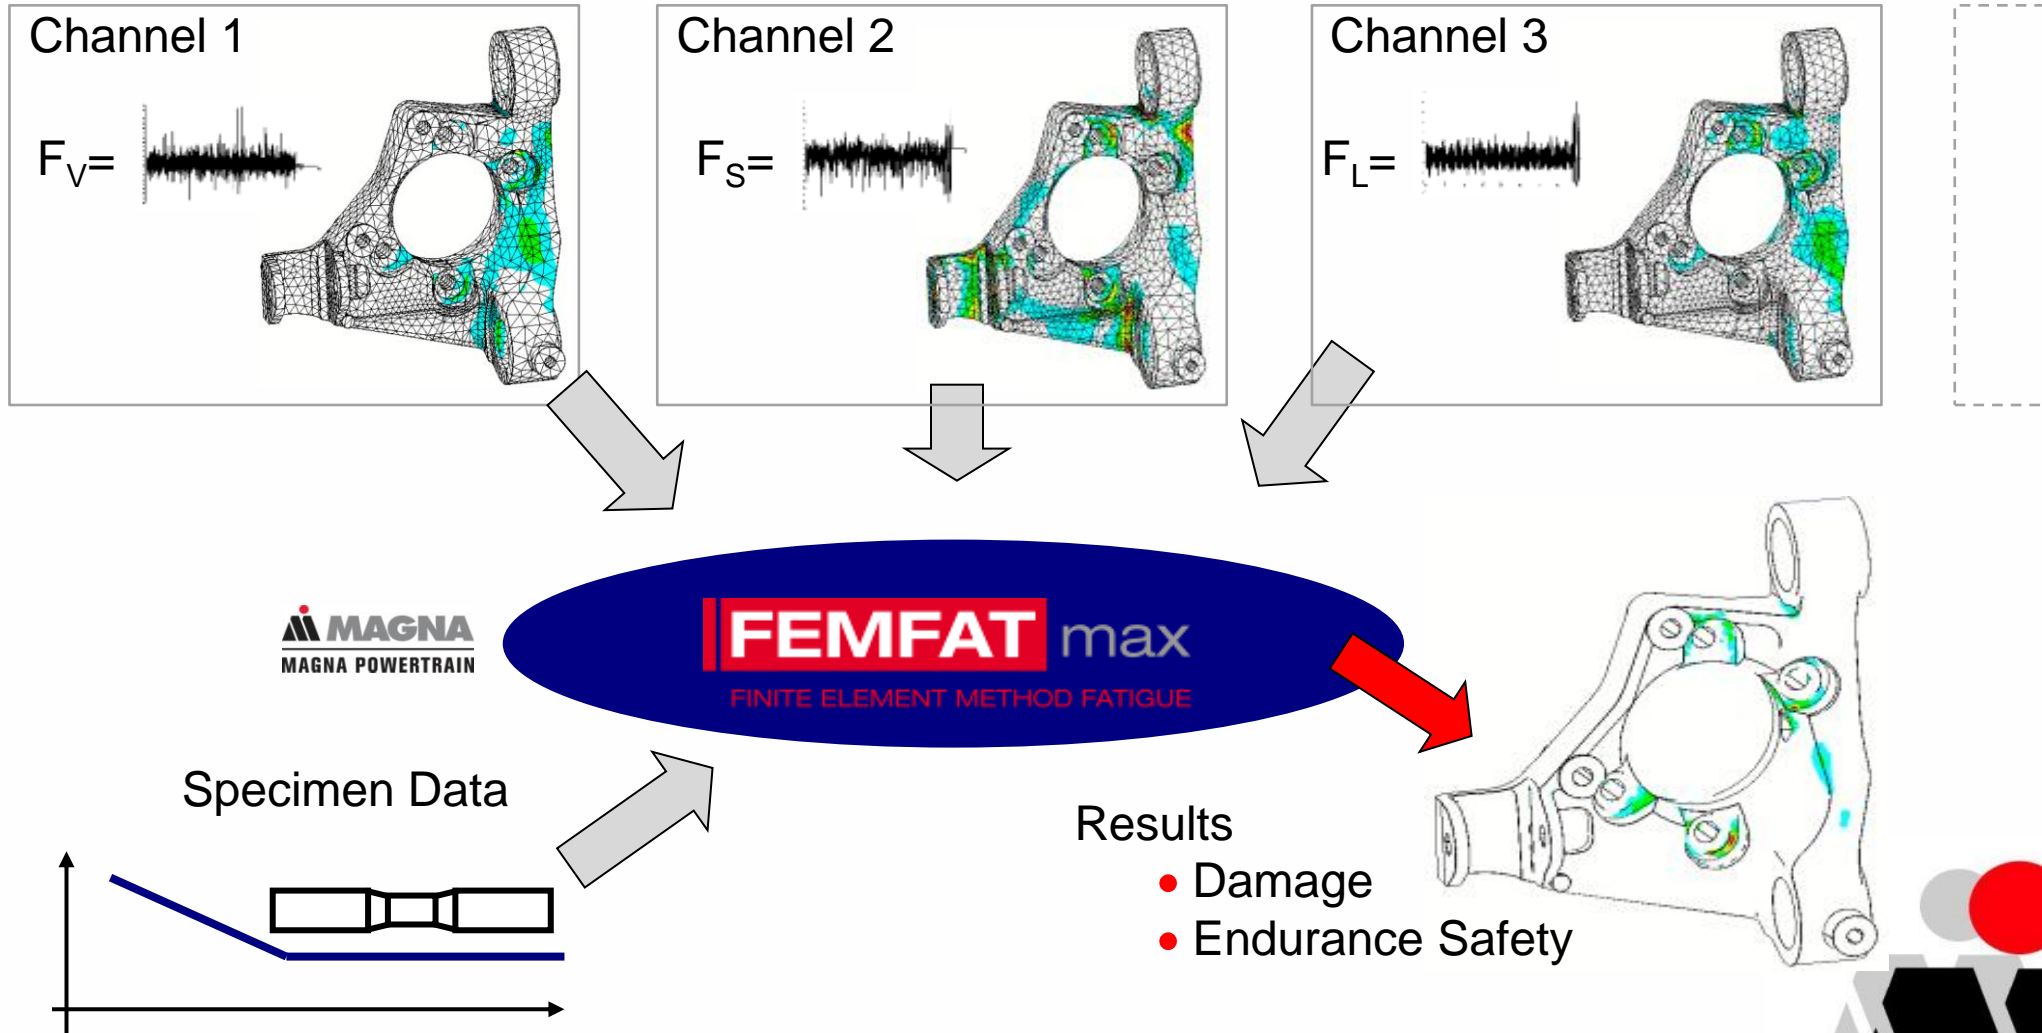 Channel 1
Channel 2
Channel 3
F_V=
F_S=
F_L=
MAGNA
MAGNA POWERTRAIN
FEMFAT max
FINITE ELEMENT METHOD FATIGUE
Specimen Data
Results
• Damage
• Endurance Safety